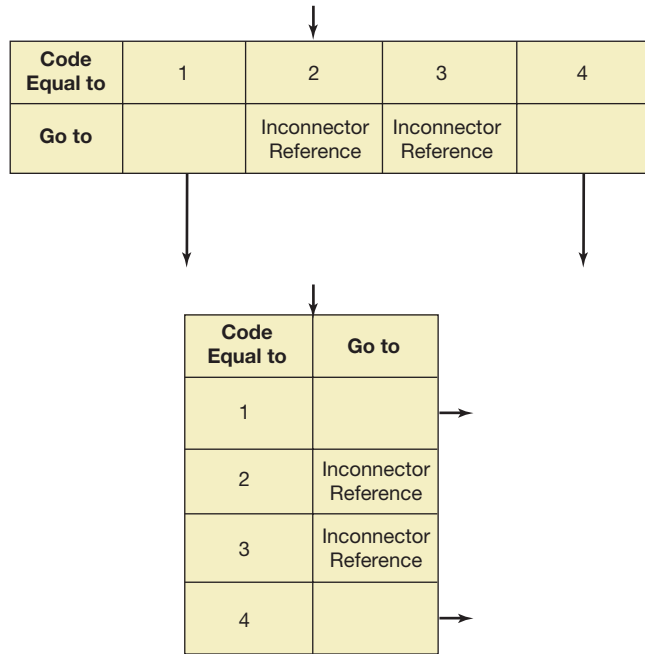 Code
Equal to
1
2
3
4
Go to
Inconnector
Reference
Inconnector
Reference
Code
Equal to
Go to
1
2
Inconnector
Reference
3
Inconnector
Reference
4